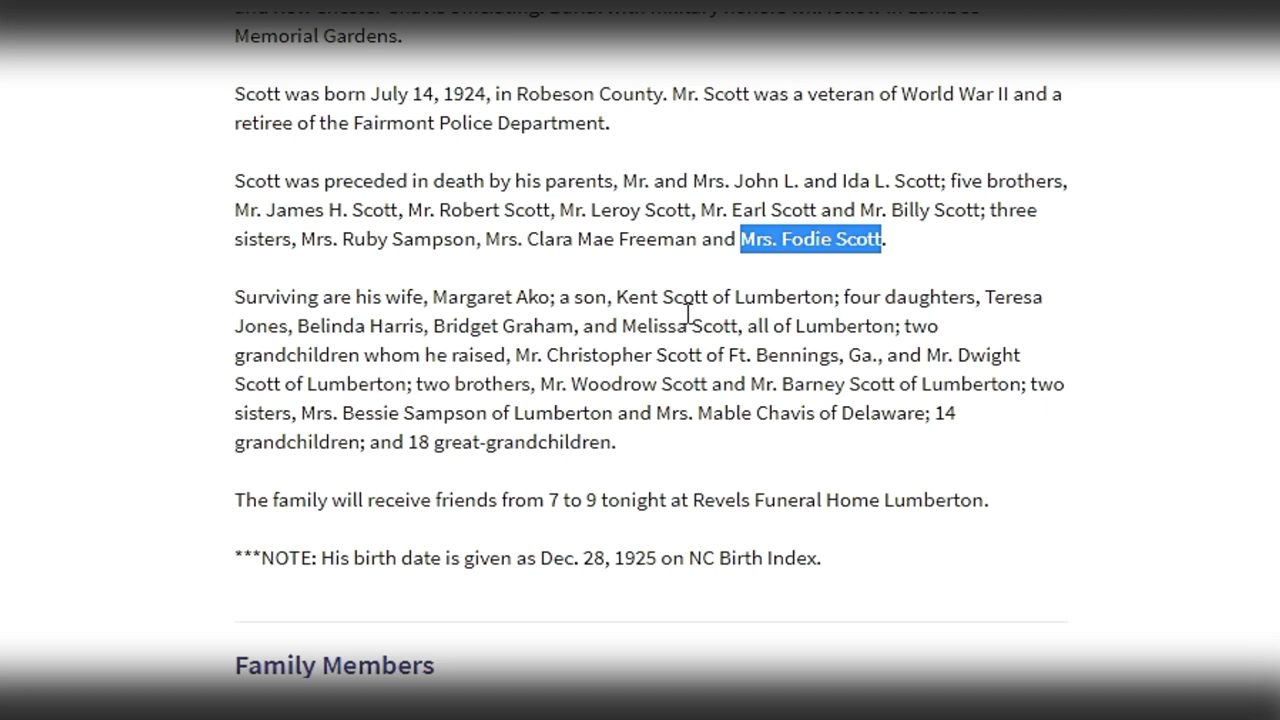 Memorial Gardens.
Scott was born July 14, 1924, in Robeson County. Mr. Scott was a veteran of World War II and a
retiree of the Fairmont Police Department.
Scott was preceded in death by his parents, Mr. and Mrs. John L. and Ida L. Scott; five brothers,
Mr. James H. Scott, Mr. Robert Scott, Mr. Leroy Scott, Mr. Earl Scott and Mr. Billy Scott; three
sisters, Mrs. Ruby Sampson, Mrs. Clara Mae Freeman and Mrs. Fodie Scott.
Surviving are his wife, Margaret Ako; a son, Kent Scott of Lumberton; four daughters, Teresa
Jones, Belinda Harris, Bridget Graham, and Melissa Scott, all of Lumberton; two
grandchildren whom he raised, Mr. Christopher Scott of Ft. Bennings, Ga., and Mr. Dwight
Scott of Lumberton; two brothers, Mr. Woodrow Scott and Mr. Barney Scott of Lumberton; two
sisters, Mrs. Bessie Sampson of Lumberton and Mrs. Mable Chavis of Delaware; 14
grandchildren; and 18 great-grandchildren.
The family will receive friends from 7 to 9 tonight at Revels Funeral Home Lumberton.
***NOTE: His birth date is given as Dec. 28, 1925 on NC Birth Index.
Family Members